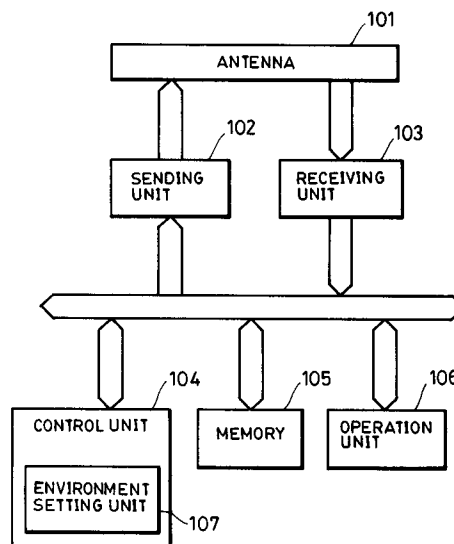 101
ANTENNA
102
103
SENDING
UNIT
RECEIVING
UNIT
104
105
106
CONTROL UNIT
MEMORY
OPERATION
UNIT
ENVIRONMENT
SETTING UNIT
107